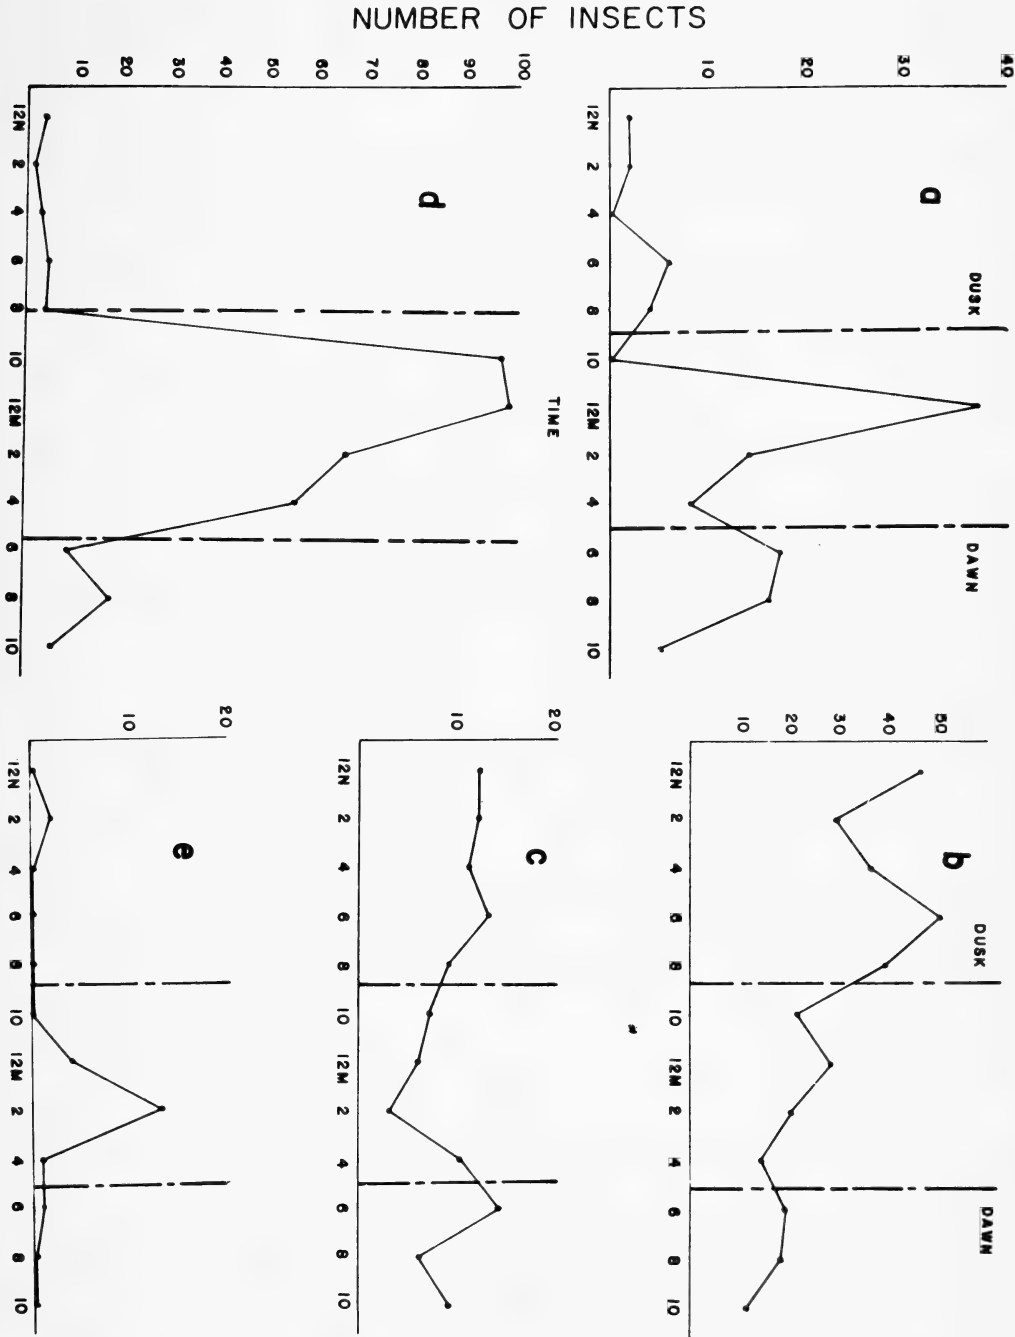 NUMBER OF INSECTS
10 20 30 40 50 60 70 80 90 100
12N 2 4 6 8 10 12M 2 4 6 8 10
d
TIME
10 20 30 40
12N 2 4 6 8 10 12M 2 4 6 8 10
a
DUSK
DAWN
10 20
12N 2 4 6 8 10 12M 2 4 6 8 10
e
10 20
12N 2 4 6 8 10 12M 2 4 6 8 10
c
10 20 30 40 50
12N 2 4 6 8 10 12M 2 4 6 8 10
b
DUSK
DAWN